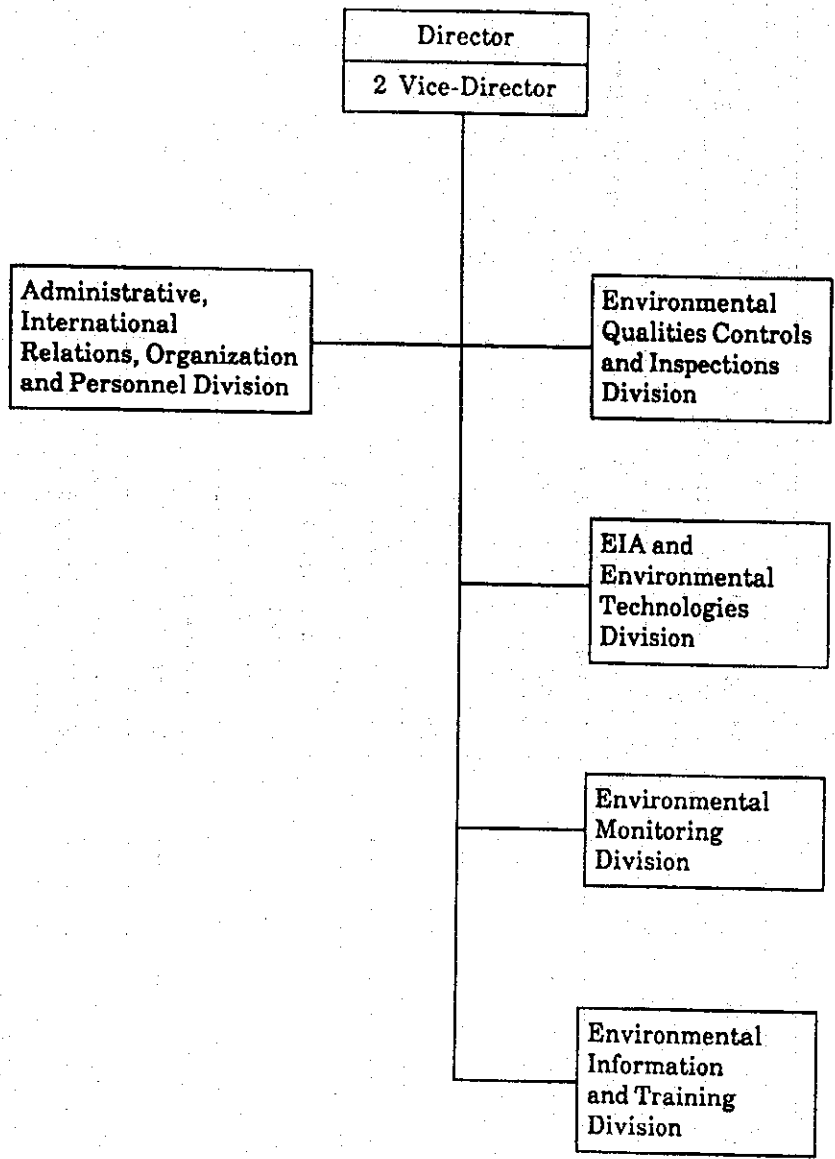 Director
2 Vice-Director
Administrative,
International
Relations, Organization
and Personnel Division
Environmental
Qualities Controls
and Inspections
Division
EIA and
Environmental
Technologies
Division
Environmental
Monitoring
Division
Environmental
Information
and Training
Division